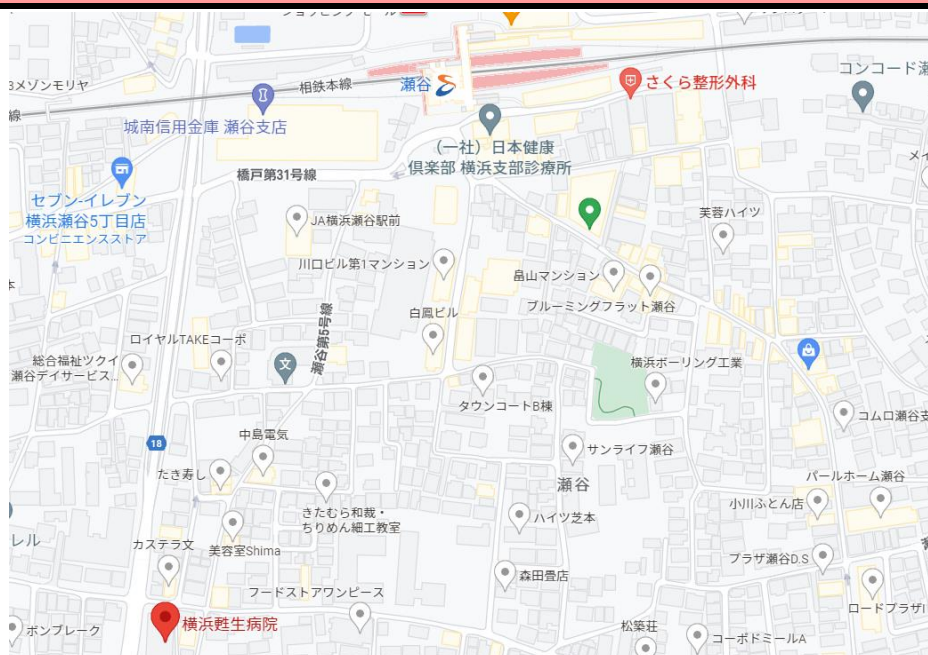 メゾンモリヤ
相鉄本線
瀬谷
さくら整形外科
コンコード瀬
線
城南信用金庫 瀬谷支店
(一社)日本健康
倶楽部 横浜支部診療所
橋戸第31号線
セブン-イレブン
横浜瀬谷5丁目店
コンビニエンスストア
JA横浜瀬谷駅前
芙蓉ハイツ
川口ビル第1マンション
畠山マンション
ブルーミングフラット瀬谷
白鳳ビル
瀬谷第5号線
ロイヤルTAKEコーポ
総合福祉ツクイ
瀬谷デイサービス...
文
横浜ボーリング工業
タウンコートB棟
コムロ瀬谷支
18
中島電気
サンライフ瀬谷
たき寿し
瀬谷
パールホーム瀬谷
きたむら和裁・
ちりめん細工教室
小川ふとん店
ハイツ芝本
レル
カステラ文
美容室Shima
プラザ瀬谷D.S
森田畳店
フードストアワンピース
ロードプラザ
横浜甦生病院
ボンブレーク
松築荘
コーポドミールA